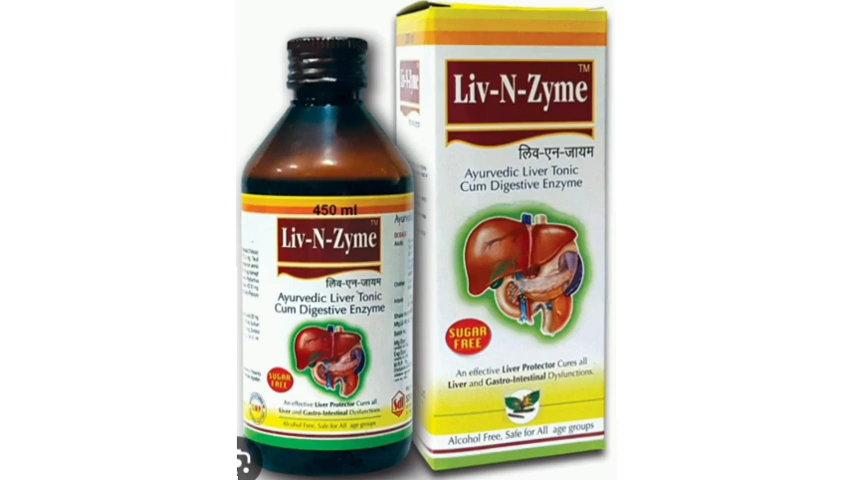 450 ml
Liv-N-Zyme™
लिव-एन-जायम
Ayurvedic Liver Tonic
Cum Digestive Enzyme
SUGAR
FREE
An effective Liver Protector Cures all
Liver and Gastro-Intestinal Dysfunctions.
Alcohol Free, Safe for All age groups
Liv-N-Zyme™
लिव-एन-जायम
Ayurvedic Liver Tonic
Cum Digestive Enzyme
SUGAR
FREE
An effective Liver Protector Cures all
Liver and Gastro-Intestinal Dysfunctions.
Alcohol Free, Safe for All age groups